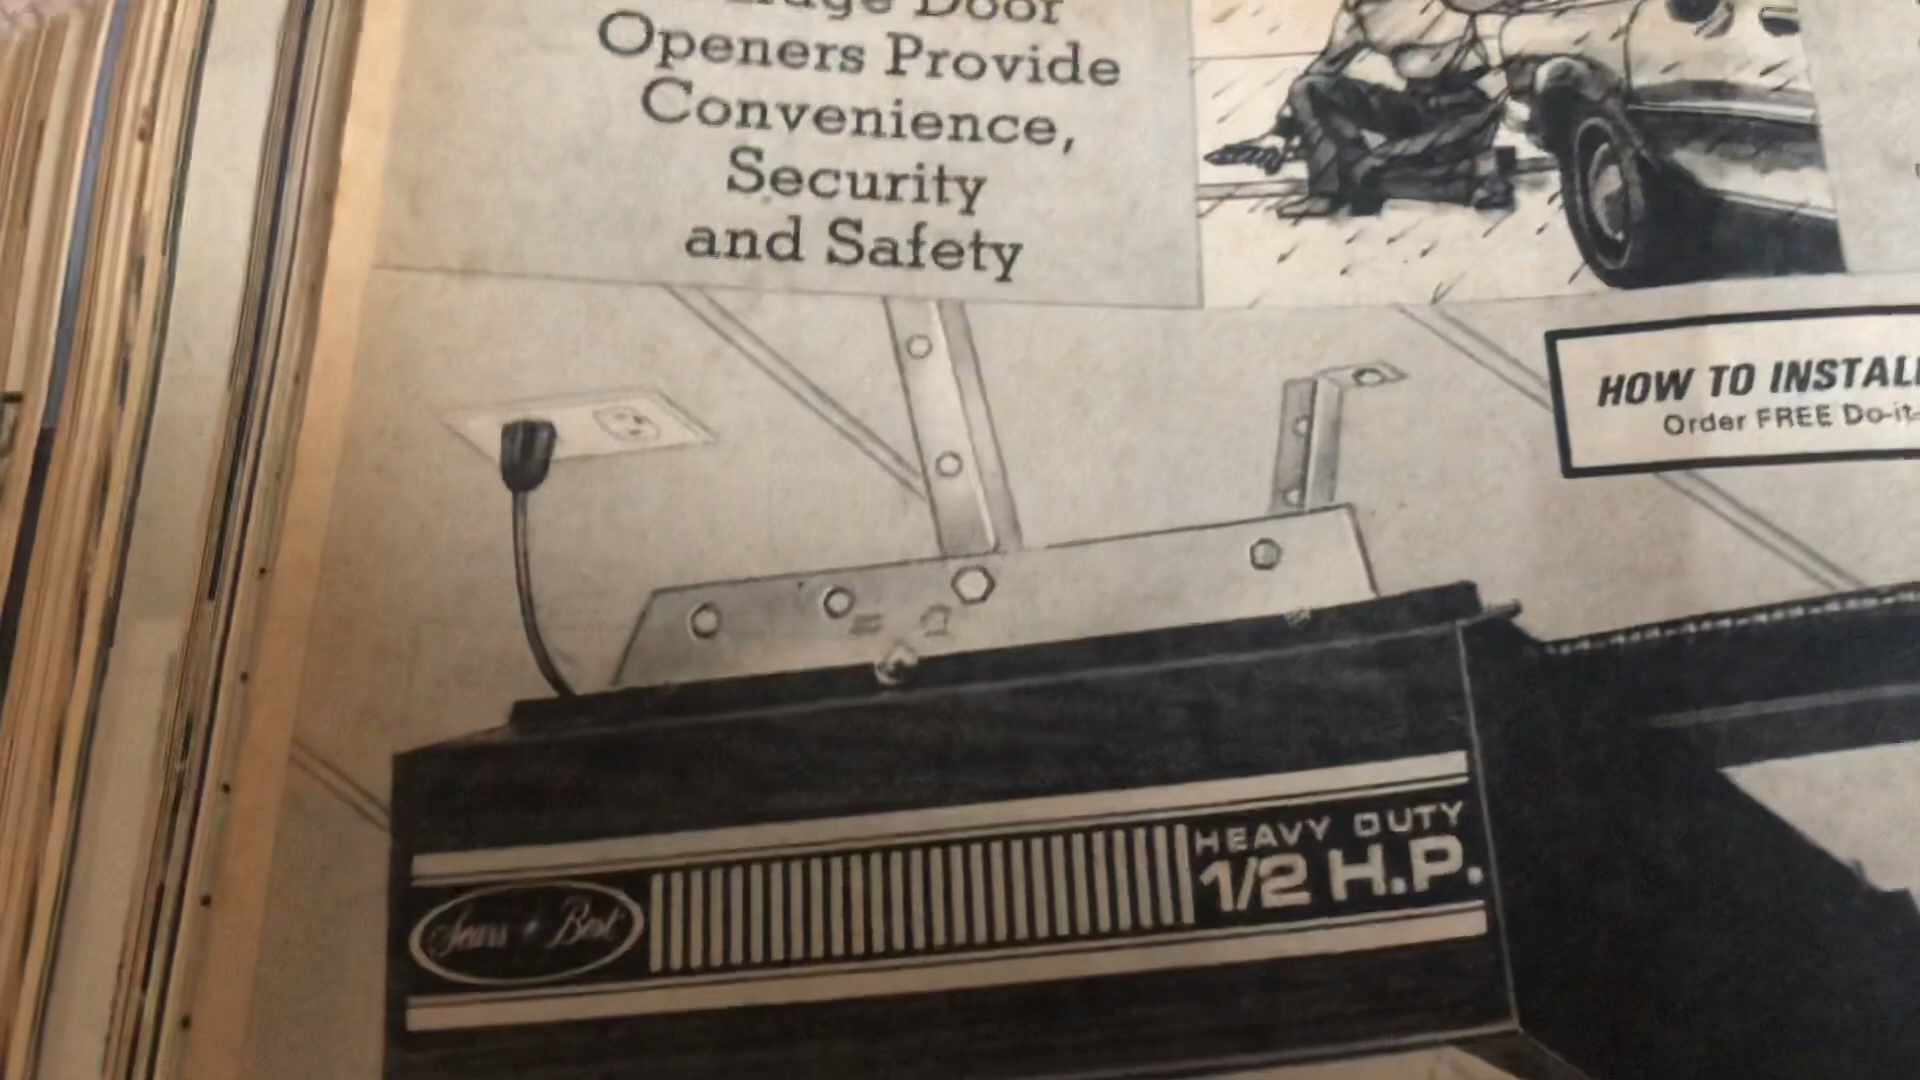 Door
Openers Provide
Convenience,
Security
and Safety
HOW TO INSTALL
Order FREE Do-it-
HEAVY DUTY
1/2 H.P.
Sears Best